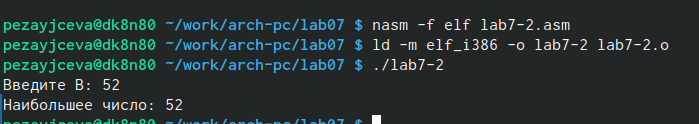 pezayjceva@dk8n80 ~/work/arch-pc/lab07 $ nasm -f elf lab7-2.asm
pezayjceva@dk8n80 ~/work/arch-pc/lab07 $ ld -m elf_i386 -o lab7-2 lab7-2.o
pezayjceva@dk8n80 ~/work/arch-pc/lab07 $ ./lab7-2
Введите В: 52
Наибольшее число: 52
pezayjceva@dk8n80 ~/work/arch-pc/lab07 $